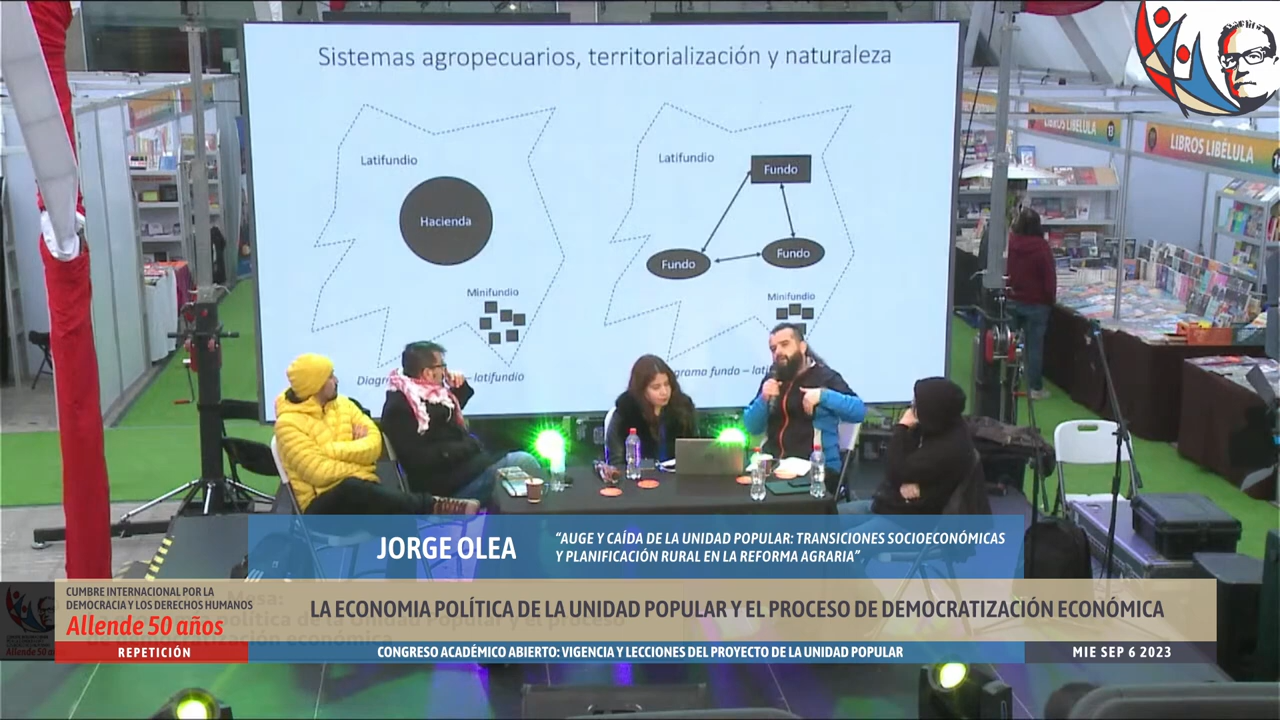 Sistemas agropecuarios, territorialización y naturaleza
Latifundio
Hacienda
Minifundio
Latifundio
Fundo
Fundo
Fundo
Minifundio
latifundio
LIBROS LIBÉLULA
JORGE OLEA
“AUGE Y CAÍDA DE LA UNIDAD POPULAR: TRANSICIONES SOCIOECONÓMICAS
Y PLANIFICACIÓN RURAL EN LA REFORMA AGRARIA”
CUMBRE INTERNACIONAL POR LA
DEMOCRACIA Y LOS DERECHOS HUMANOS
Allende 50 años
LA ECONOMIA POLÍTICA DE LA UNIDAD POPULAR Y EL PROCESO DE DEMOCRATIZACIÓN ECONÓMICA
REPETICIÓN
CONGRESO ACADÉMICO ABIERTO: VIGENCIA Y LECCIONES DEL PROYECTO DE LA UNIDAD POPULAR
MIE SEP 6 2023